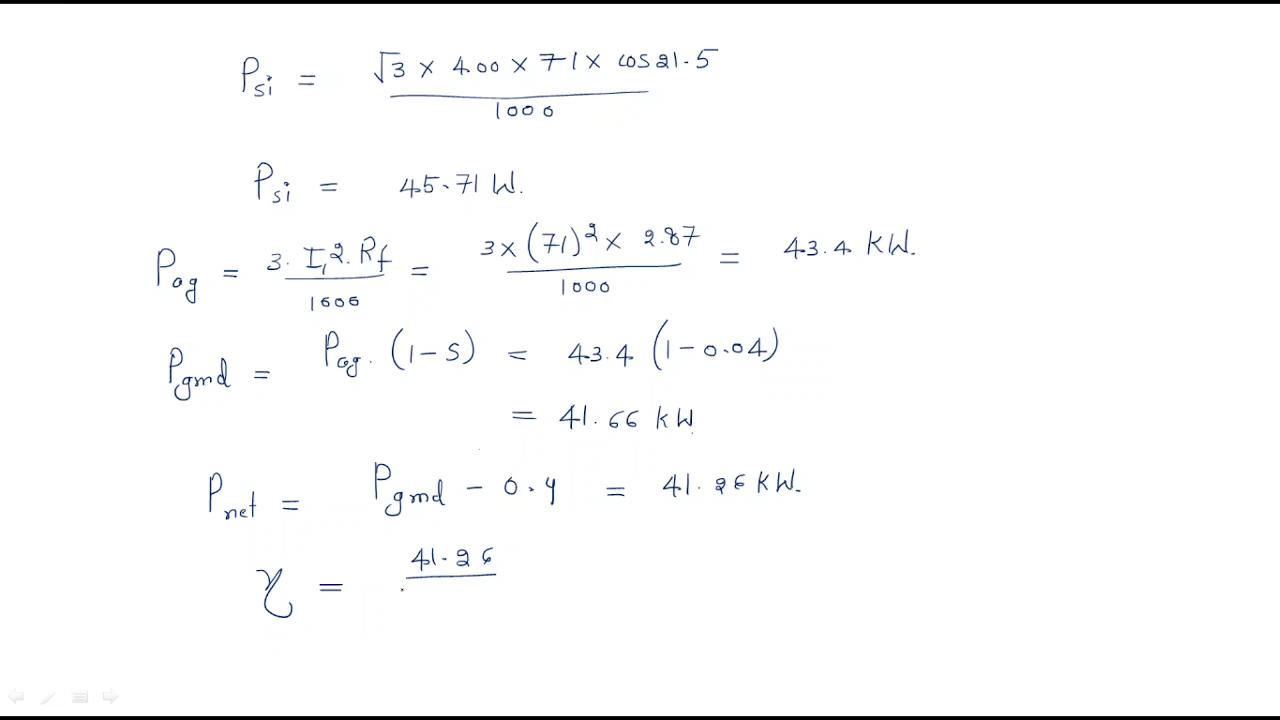 Psi = √3 × 400 × 71 × cos 21.5
1000
Psi = 45.71 W.
Pag = 3. I₁2. Rf = 3 × (71)² × 2.87 = 43.4 KW.
1000 1000
Pgmd = Pag. (1 - S) = 43.4 (1 - 0.04)
= 41.66 KW
Pnet = Pgmd - 0.4 = 41.26 KW.
η = 41.26